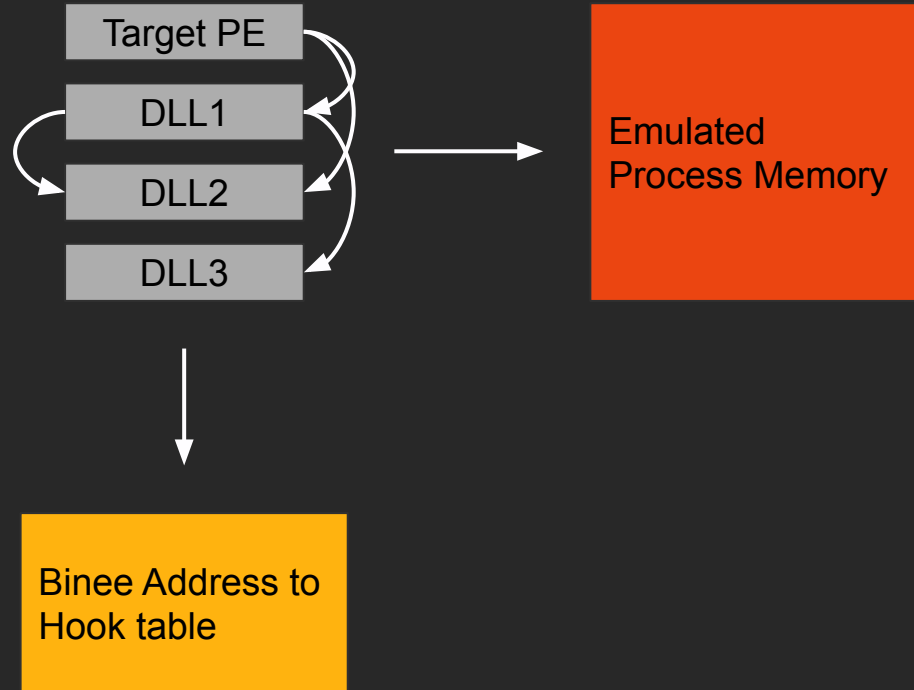 Target PE
DLL1
DLL2
DLL3
Emulated
Process Memory
Binee Address to
Hook table